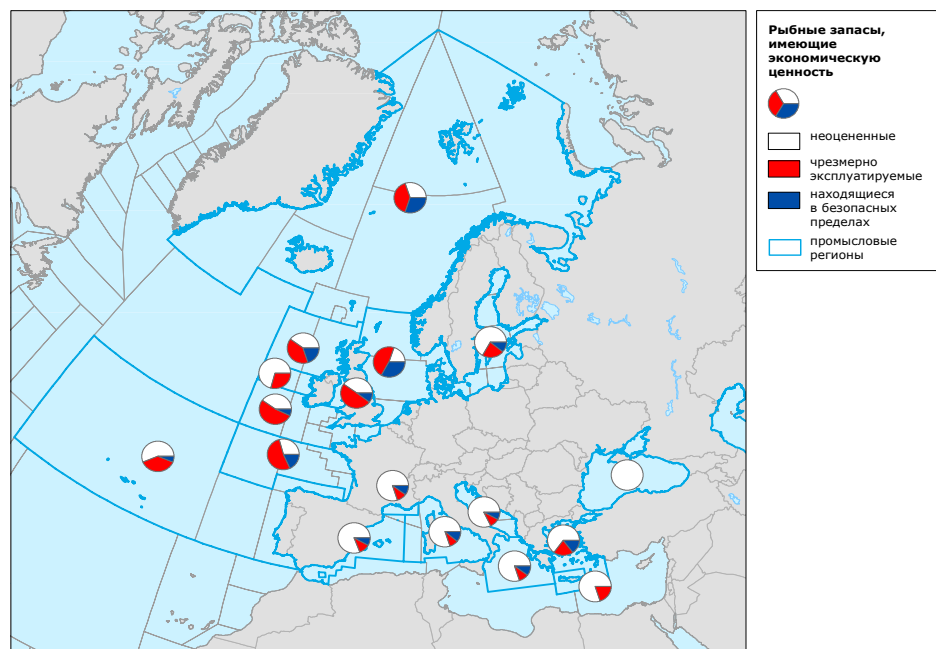 Рыбные запасы,
имеющие
экономическую
ценность
неоцененные
чрезмерно
эксплуатируемые
находящиеся
в безопасных
пределах
промысловые
регионы